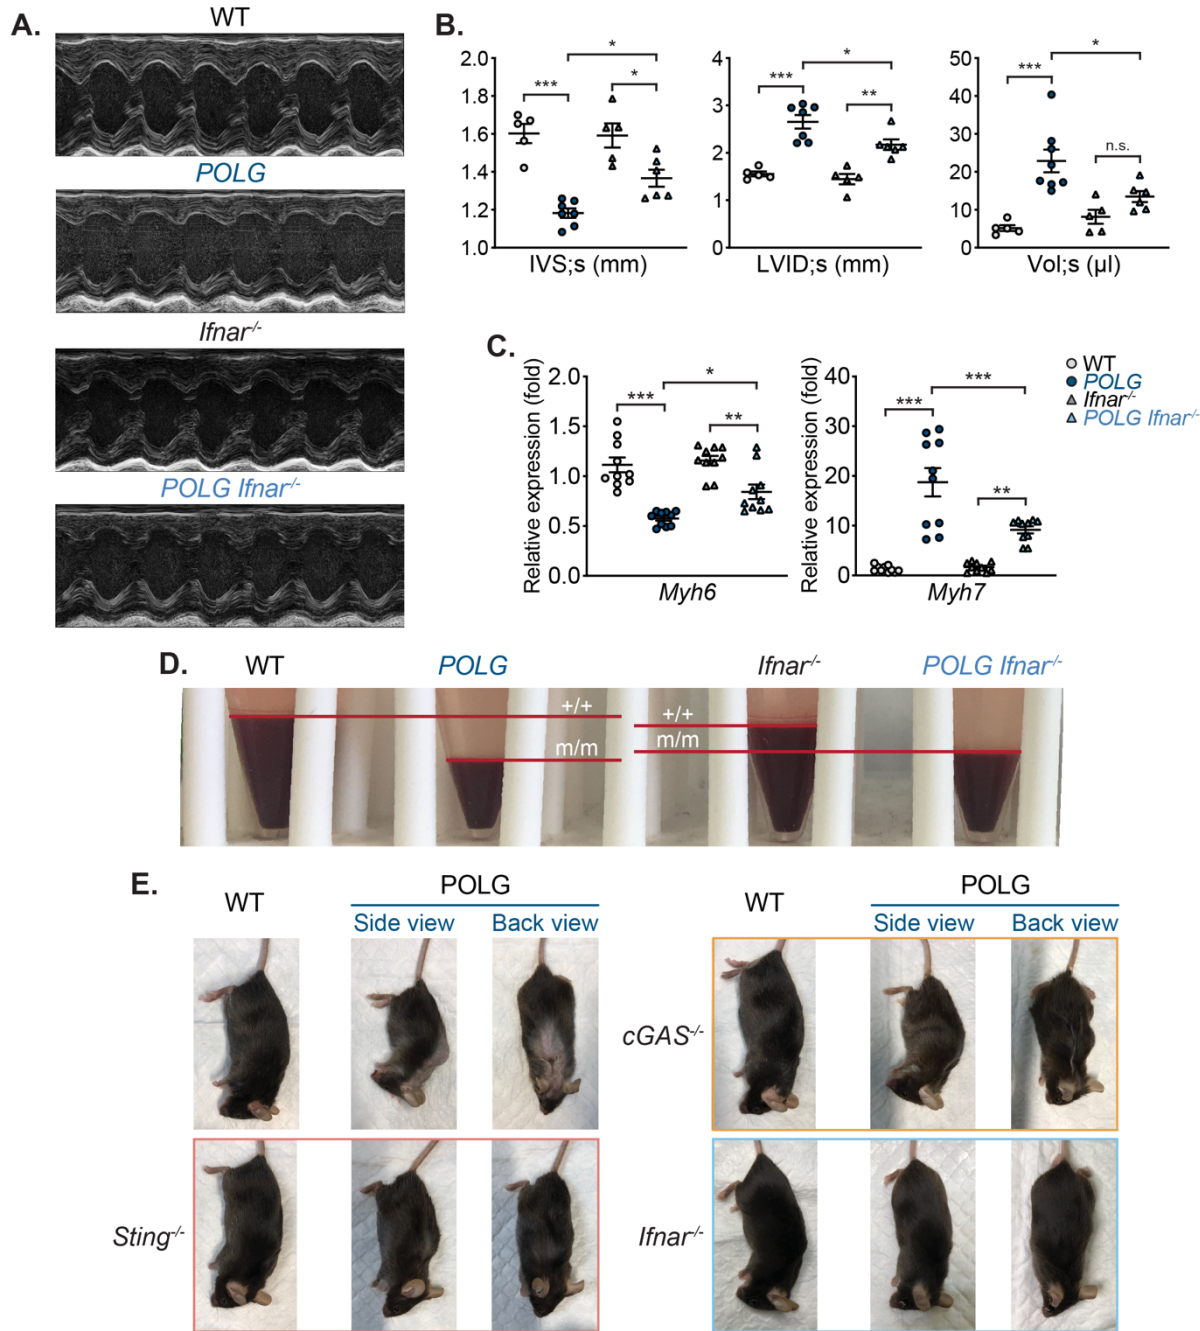 A.
WT
POLG
Ifnar-/-
POLG Ifnar-/-
B.
2.0
1.8
1.6
1.4
1.2
1.0
***
*
*
IVS;s (mm)
4
3
2
1
0
***
*
**
LVID;s (mm)
50
40
30
20
10
0
***
*
n.s.
Vol;s (µl)
C.
Relative expression (fold)
2.0
1.5
1.0
0.5
0.0
***
*
**
Myh6
Relative expression (fold)
40
30
20
10
0
***
***
**
Myh7
WT
POLG
Ifnar-/-
POLG Ifnar-/-
D.
WT
POLG
Ifnar-/-
POLG Ifnar-/-
+/+
m/m
+/+
m/m
E.
WT
POLG
Side view
Back view
WT
POLG
Side view
Back view
cGAS-/-
Sting-/-
Ifnar-/-